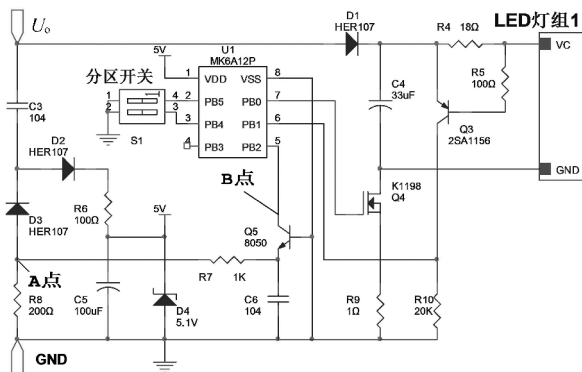 LED灯组1
Uo
D1
HER107
R4 18Ω
VC
R5
100Ω
5V
U1
MK6A12P
分区开关
1 VDD VSS 8
1 4 2 PB5 PB0 7
2 3 3 PB4 PB1 6
4 PB3 PB2 5
S1
C3
104
C4
33uF
Q3
2SA1156
D2
HER107
GND
K1198
Q4
B点
R6
100Ω
5V
Q5
8050
D3
HER107
A点
R7 1K
R8
200Ω
C5
100uF
D4
5.1V
C6
104
R9
1Ω
R10
20K
GND